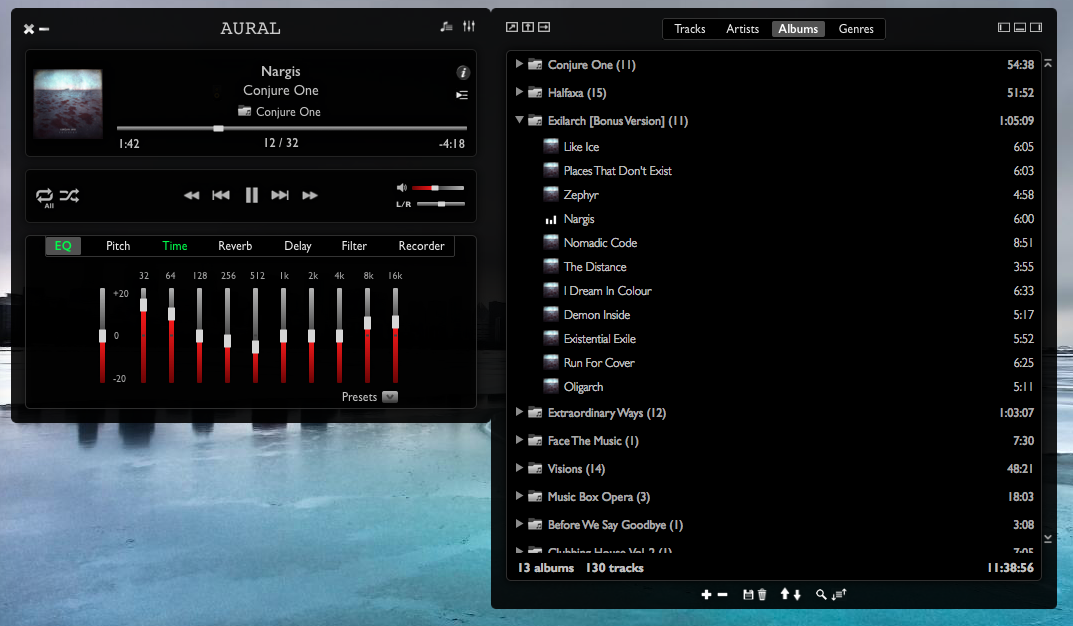 AURAL
Nargis
Conjure One
Conjure One
1:42 12 / 32 -4:18
All
L/R
EQ Pitch Time Reverb Delay Filter Recorder
32 64 128 256 512 1k 2k 4k 8k 16k
+20
0
-20
Presets
Tracks Artists Albums Genres
Conjure One (11) 54:38
Halfaxa (15) 51:52
Exilarch [Bonus Version] (11) 1:05:09
Like Ice 6:05
Places That Don't Exist 6:03
Zephyr 4:58
Nargis 6:00
Nomadic Code 8:51
The Distance 3:55
I Dream In Colour 6:33
Demon Inside 5:17
Existential Exile 5:52
Run For Cover 6:25
Oligarch 5:11
Extraordinary Ways (12) 1:03:07
Face The Music (1) 7:30
Visions (14) 48:21
Music Box Opera (3) 18:03
Before We Say Goodbye (1) 3:08
Clubbing House Vol.2 (1) 7:05
13 albums 130 tracks 11:38:56